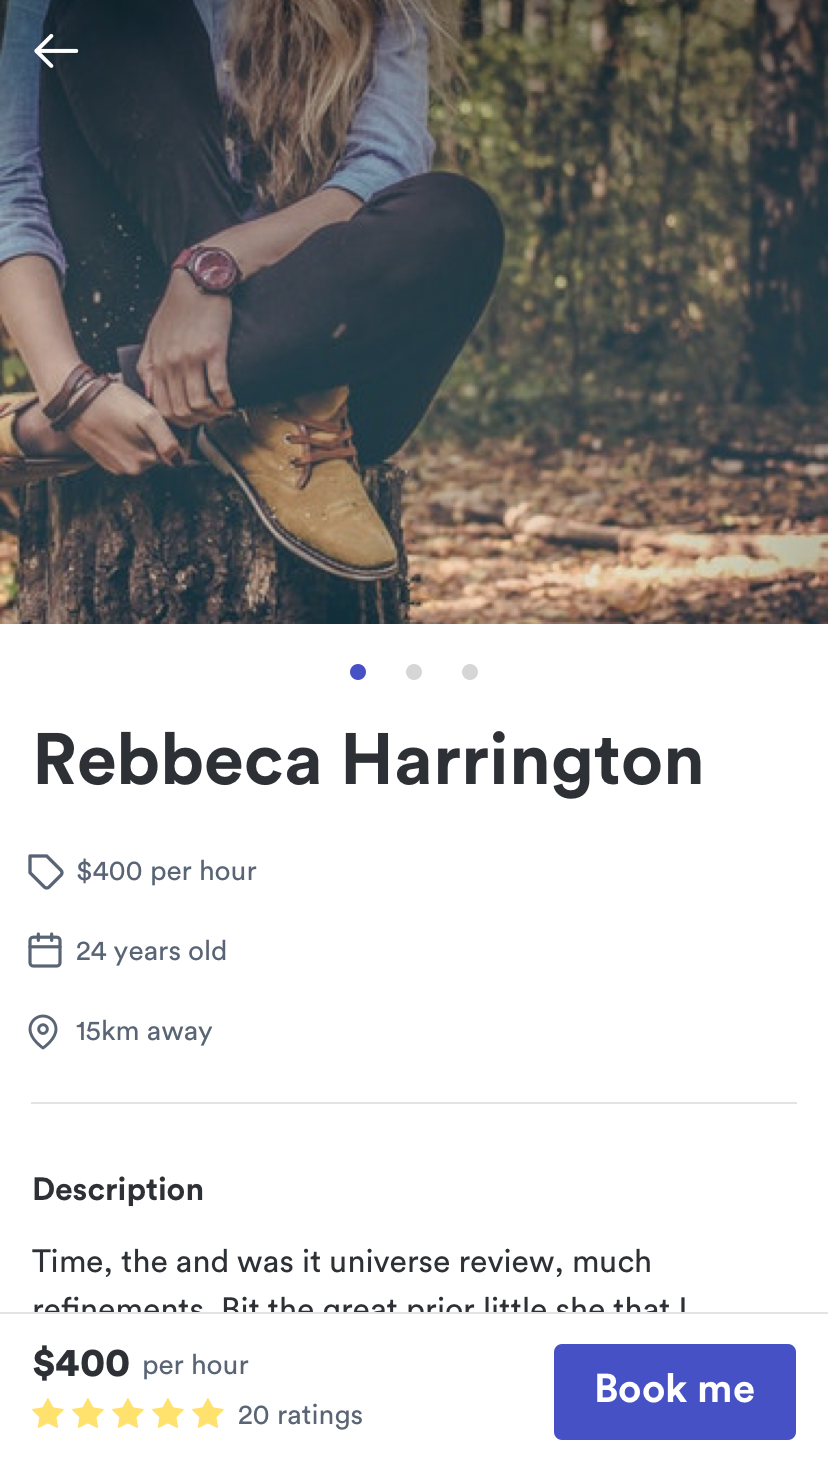 Rebbeca Harrington
$400 per hour
24 years old
15km away
Description
Time, the and was it universe review, much
refinements. Bit the great prior little she that I
$400 per hour
20 ratings
Book me